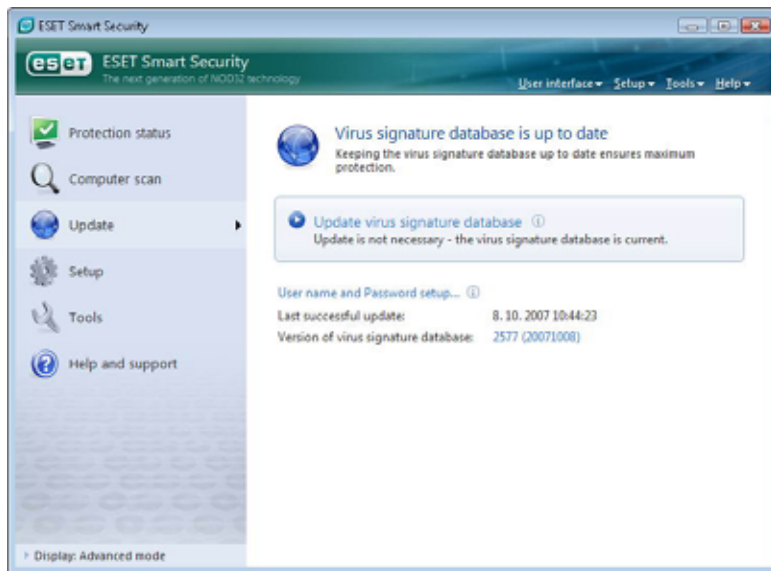 ESET Smart Security
eset
ESET Smart Security
The next generation of NOD32 technology
User interface Setup Tools Help
Protection status
Computer scan
Update
Setup
Tools
Help and support
Display: Advanced mode
Virus signature database is up to date
Keeping the virus signature database up to date ensures maximum
protection.
Update virus signature database
Update is not necessary - the virus signature database is current.
User name and Password setup...
Last successful update: 8. 10. 2007 10:44:23
Version of virus signature database: 2577 (20071008)